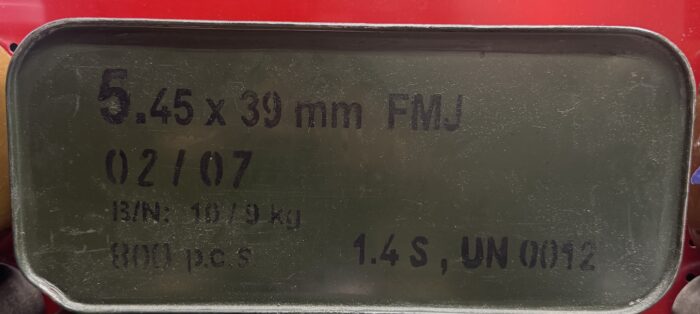 5.45 x 39 mm FMJ
02 / 07
B/N: 10 / 9 kg
800 p.c.s 1.4 S , UN 0012